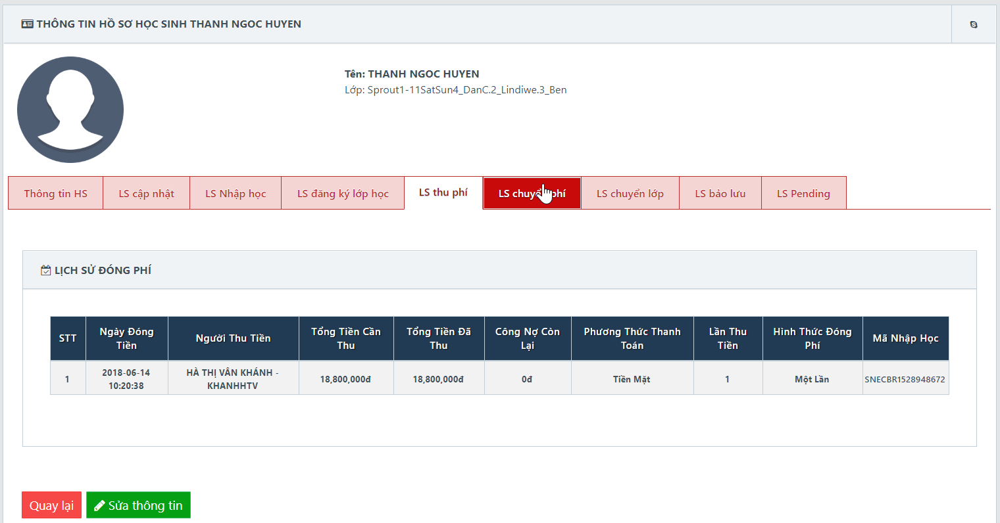 THÔNG TIN HỒ SƠ HỌC SINH THANH NGOC HUYEN
Tên: THANH NGOC HUYEN
Lớp: Sprout1-11SatSun4_DanC.2_Lindiwe.3_Ben
Thông tin HS
LS cập nhật
LS Nhập học
LS đăng ký lớp học
LS thu phí
LS chuyển phí
LS chuyển lớp
LS bảo lưu
LS Pending
LỊCH SỬ ĐÓNG PHÍ
STT
Ngày Đóng
Tiền
Người Thu Tiền
Tổng Tiền Cần
Thu
Tổng Tiền Đã
Thu
Công Nợ Còn
Lại
Phương Thức Thanh
Toán
Lần Thu
Tiền
Hình Thức Đóng
Phí
Mã Nhập Học
1
2018-06-14
10:20:38
HÀ THỊ VÂN KHÁNH -
KHANHHTV
18,800,000đ
18,800,000đ
0đ
Tiền Mặt
1
Một Lần
SNECBR1528948672
Quay lại
Sửa thông tin